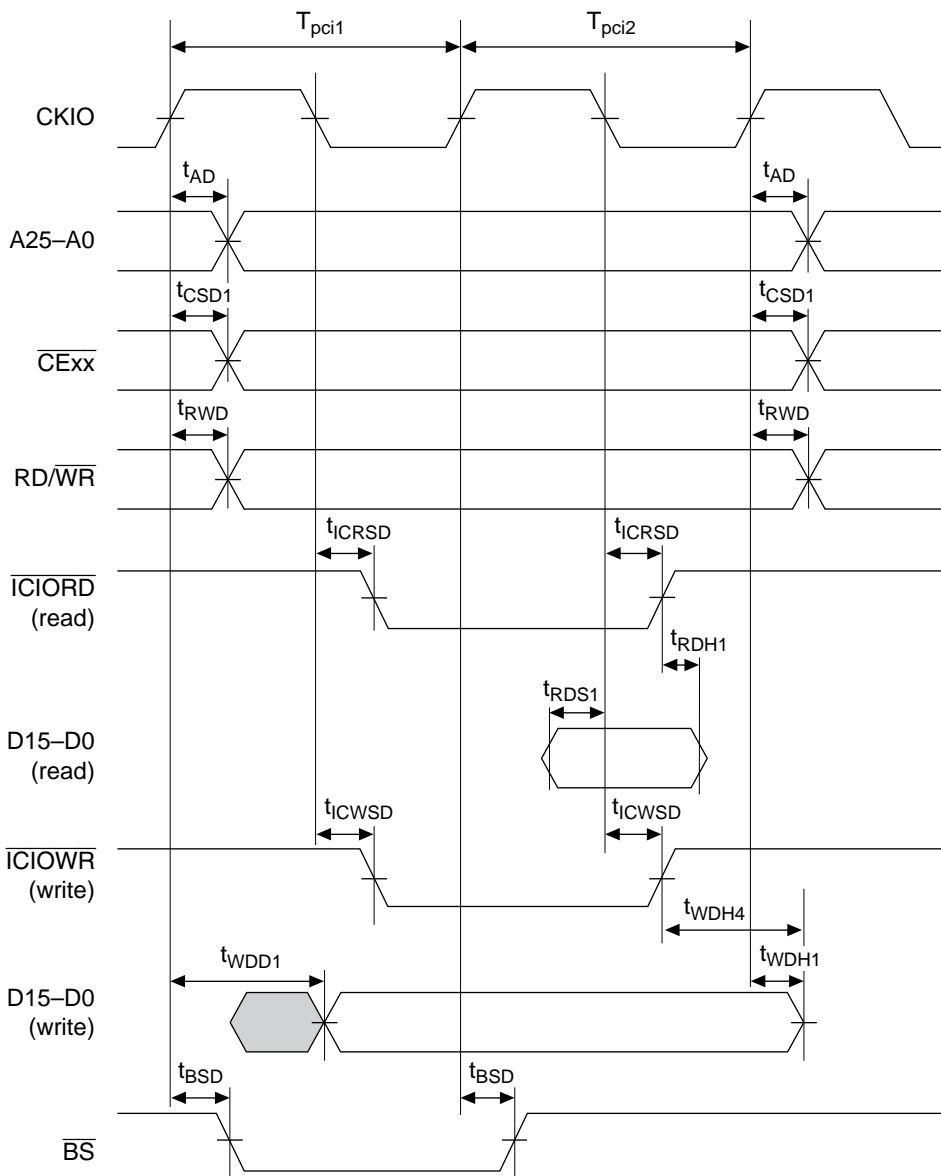 Tpci1 Tpci2
CKIO
tAD tAD
A25–A0
tCSD1 tCSD1
CExx
tRWD tRWD
RD/WR
tICRSD tICRSD
ICIORD
(read)
tRDH1
tRDS1
D15–D0
(read)
tICWSD tICWSD
ICIOWR
(write)
tWDH4
tWDD1 tWDH1
D15–D0
(write)
tBSD tBSD
BS